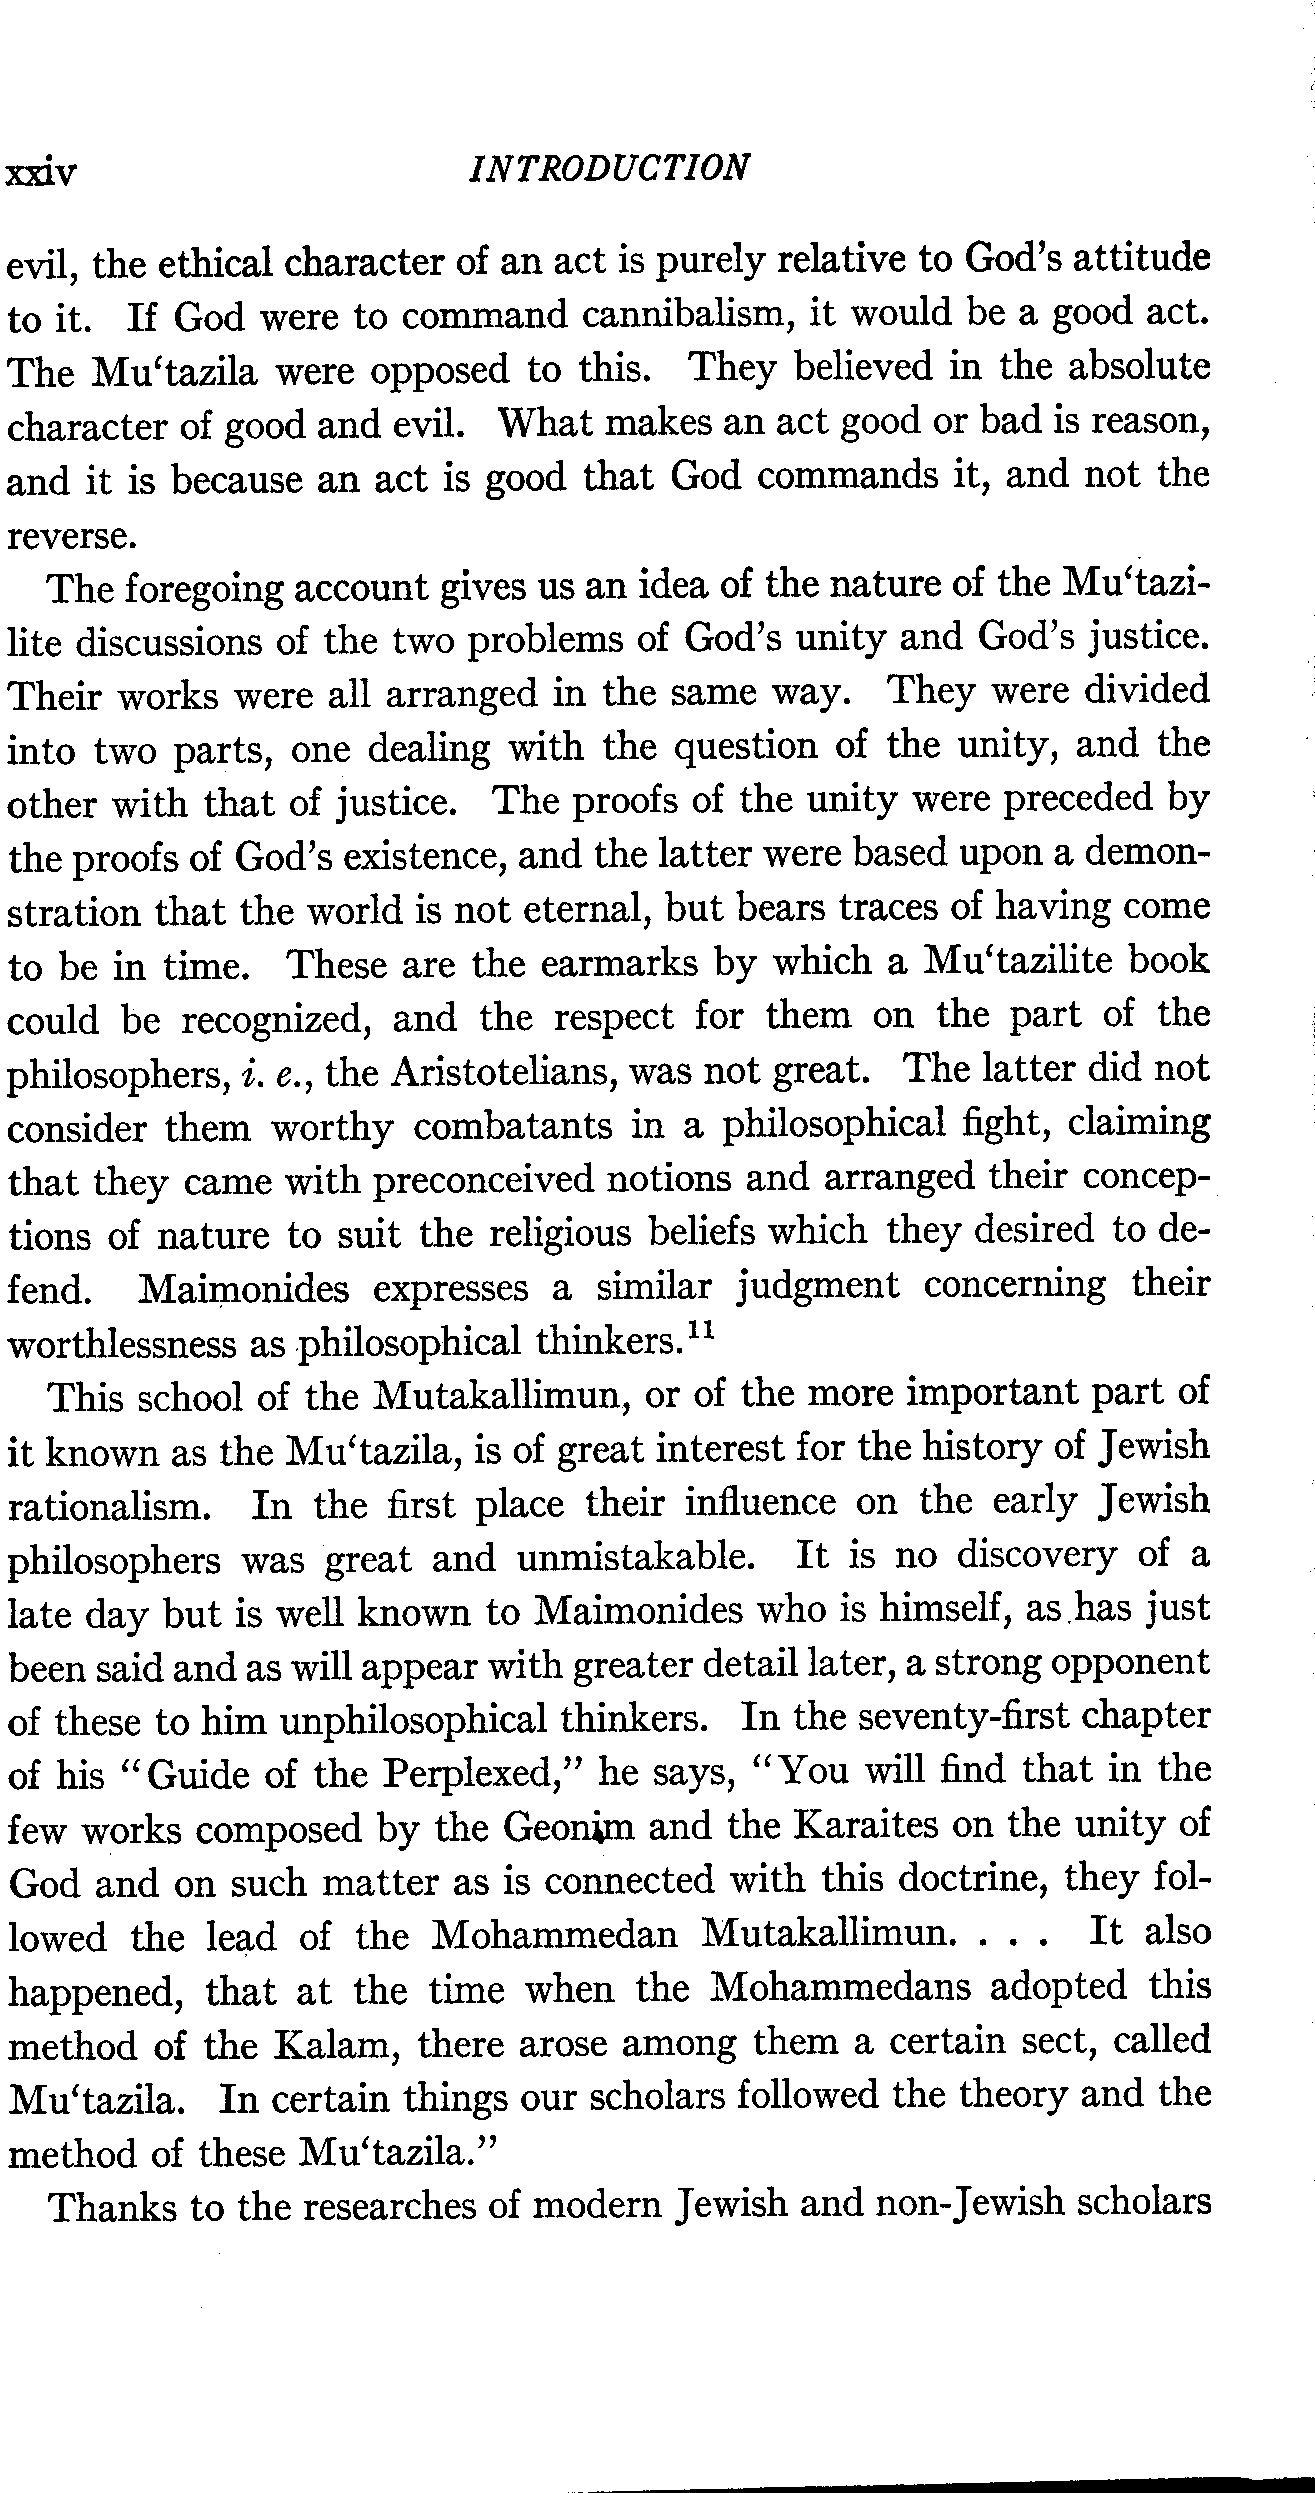 xxiv INTRODUCTION
evil, the ethical character of an act is purely relative to God's attitude
to it. If God were to command cannibalism, it would be a good act.
The Mu‘tazila were opposed to this. They believed in the absolute
character of good and evil. What makes an act good or bad is reason,
and it is because an act is good that God commands it, and not the
reverse.
The foregoing account gives us an idea of the nature of the Mu‘tazi-
lite discussions of the two problems of God's unity and God's justice.
Their works were all arranged in the same way. They were divided
into two parts, one dealing with the question of the unity, and the
other with that of justice. The proofs of the unity were preceded by
the proofs of God's existence, and the latter were based upon a demon-
stration that the world is not eternal, but bears traces of having come
to be in time. These are the earmarks by which a Mu‘tazilite book
could be recognized, and the respect for them on the part of the
philosophers, i. e., the Aristotelians, was not great. The latter did not
consider them worthy combatants in a philosophical fight, claiming
that they came with preconceived notions and arranged their concep-
tions of nature to suit the religious beliefs which they desired to de-
fend. Maimonides expresses a similar judgment concerning their
worthlessness as philosophical thinkers.¹¹
This school of the Mutakallimun, or of the more important part of
it known as the Mu‘tazila, is of great interest for the history of Jewish
rationalism. In the first place their influence on the early Jewish
philosophers was great and unmistakable. It is no discovery of a
late day but is well known to Maimonides who is himself, as has just
been said and as will appear with greater detail later, a strong opponent
of these to him unphilosophical thinkers. In the seventy-first chapter
of his “Guide of the Perplexed,” he says, “You will find that in the
few works composed by the Geonim and the Karaites on the unity of
God and on such matter as is connected with this doctrine, they fol-
lowed the lead of the Mohammedan Mutakallimun. . . . It also
happened, that at the time when the Mohammedans adopted this
method of the Kalam, there arose among them a certain sect, called
Mu‘tazila. In certain things our scholars followed the theory and the
method of these Mu‘tazila.”
Thanks to the researches of modern Jewish and non-Jewish scholars